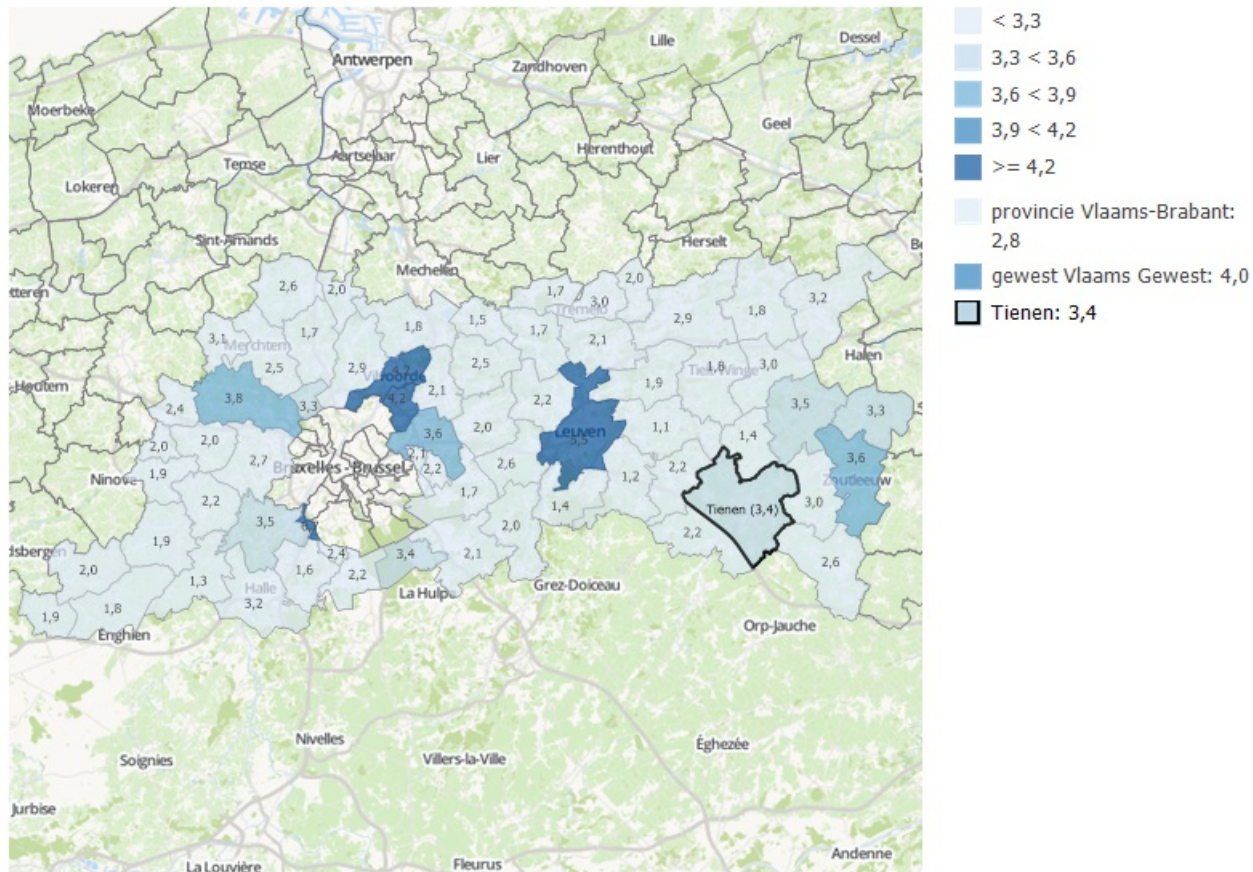 Antwerpen
Lille
Dessel
Zandhoven
Moerbeke
Geel
Aartselaar
Lier
Herenthout
Temse
Lokeren
Sint-Amands
Herselt
Mechelen
2,6
2,0
1,7
3,0
2,0
3,2
Tremelo
1,8
1,5
1,7
2,9
1,8
3,1
1,7
2,1
Merchtem
Halen
2,5
2,9
4,2
2,5
1,8
3,0
Vilvoorde
Tielt-Winge
Houtem
3,8
4,2
2,1
2,2
1,9
3,5
3,3
2,4
3,3
3,6
2,0
Leuven
5,5
1,1
1,4
2,0
2,0
2,1
3,6
2,7
Bruxelles - Brussel
2,2
2,6
2,2
Ninove
1,9
1,2
Zoutleeuw
2,2
1,7
1,4
Tienen (3,4)
3,0
3,5
2,0
2,2
1,9
2,4
3,4
2,1
2,6
2,0
1,3
1,6
2,2
Halle
La Hulpe
Grez-Doiceau
1,9
1,8
3,2
Enghien
Orp-Jauche
Nivelles
Éghezée
Soignies
Villers-la-Ville
Jurbise
La Louvière
Fleurus
Andenne
< 3,3
3,3 < 3,6
3,6 < 3,9
3,9 < 4,2
>= 4,2
provincie Vlaams-Brabant:
2,8
gewest Vlaams Gewest: 4,0
Tienen: 3,4